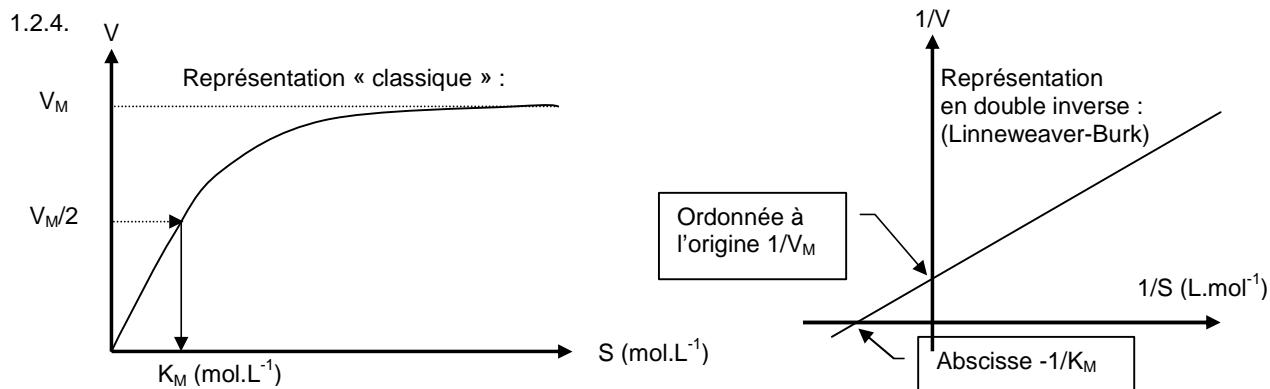 1.2.4.
V
Représentation « classique » :
V_M
V_M/2
K_M (mol.L^-1)
S (mol.L^-1)
1/V
Représentation
en double inverse :
(Linneweaver-Burk)
Ordonnée à
l'origine 1/V_M
1/S (L.mol^-1)
Abscisse -1/K_M